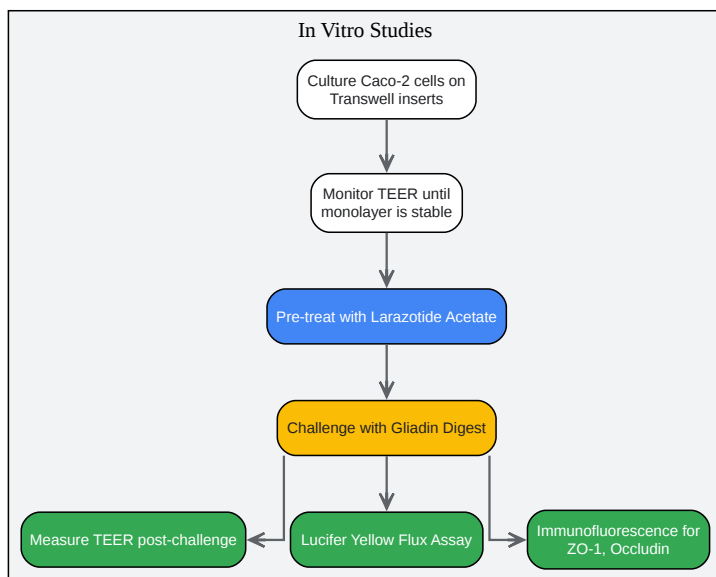 In Vitro Studies
Culture Caco-2 cells on
Transwell inserts
Monitor TEER until
monolayer is stable
Pre-treat with Larazotide Acetate
Challenge with Gliadin Digest
Measure TEER post-challenge
Lucifer Yellow Flux Assay
Immunofluorescence for
ZO-1, Occludin